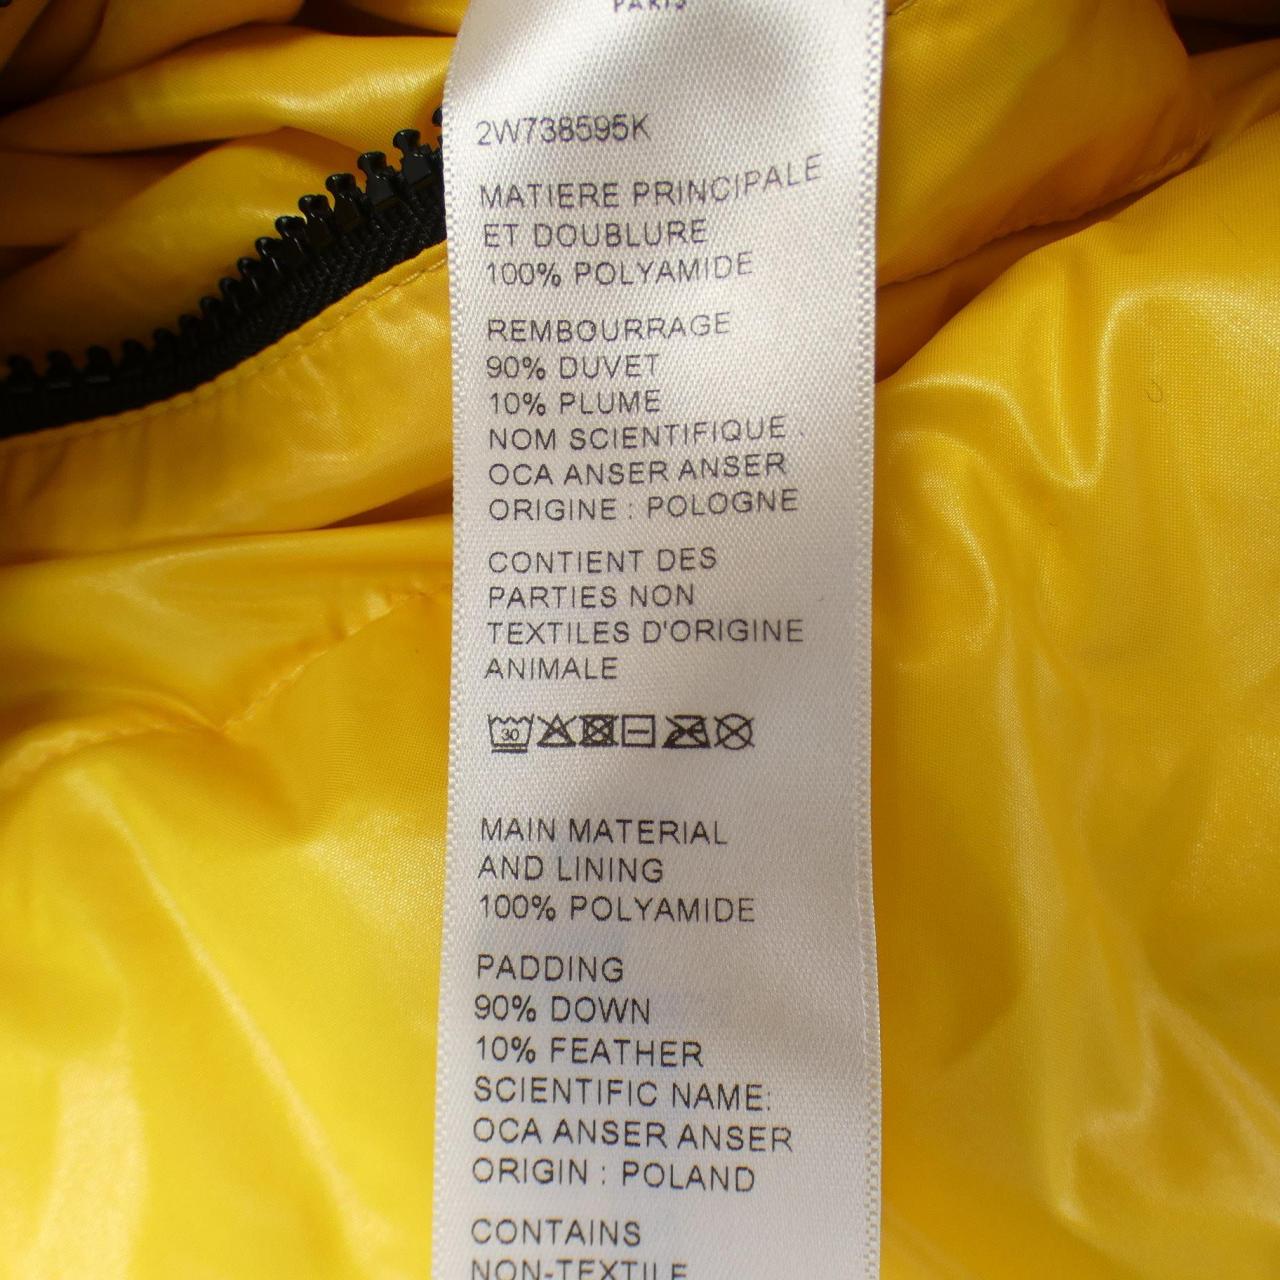 PARIS
2W738595K
MATIERE PRINCIPALE
ET DOUBLURE
100% POLYAMIDE
REMBOURRAGE
90% DUVET
10% PLUME
NOM SCIENTIFIQUE :
OCA ANSER ANSER
ORIGINE : POLOGNE
CONTIENT DES
PARTIES NON
TEXTILES D'ORIGINE
ANIMALE
30
MAIN MATERIAL
AND LINING
100% POLYAMIDE
PADDING
90% DOWN
10% FEATHER
SCIENTIFIC NAME:
OCA ANSER ANSER
ORIGIN : POLAND
CONTAINS
NON-TEXTILE